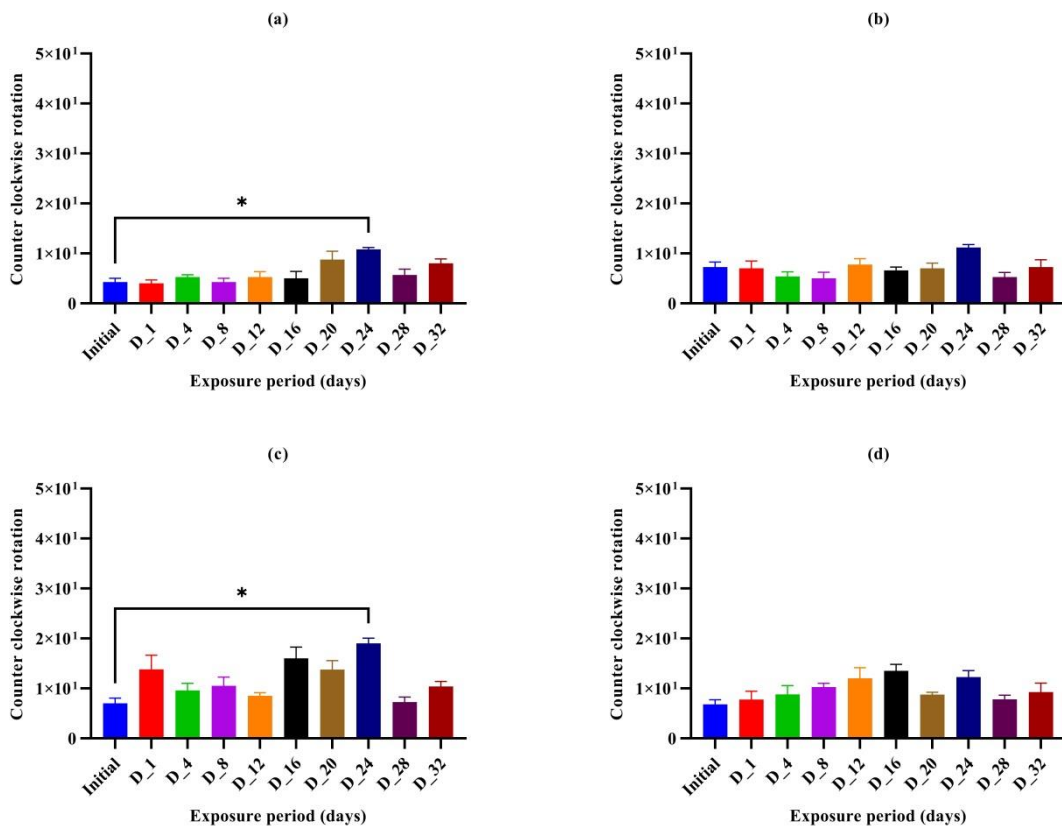 (a)
Counter clockwise rotation
5×10¹
4×10¹
3×10¹
2×10¹
1×10¹
0
*
Initial
D_1
D_4
D_8
D_12
D_16
D_20
D_24
D_28
D_32
Exposure period (days)
(b)
Counter clockwise rotation
5×10¹
4×10¹
3×10¹
2×10¹
1×10¹
0
Initial
D_1
D_4
D_8
D_12
D_16
D_20
D_24
D_28
D_32
Exposure period (days)
(c)
Counter clockwise rotation
5×10¹
4×10¹
3×10¹
2×10¹
1×10¹
0
*
Initial
D_1
D_4
D_8
D_12
D_16
D_20
D_24
D_28
D_32
Exposure period (days)
(d)
Counter clockwise rotation
5×10¹
4×10¹
3×10¹
2×10¹
1×10¹
0
Initial
D_1
D_4
D_8
D_12
D_16
D_20
D_24
D_28
D_32
Exposure period (days)